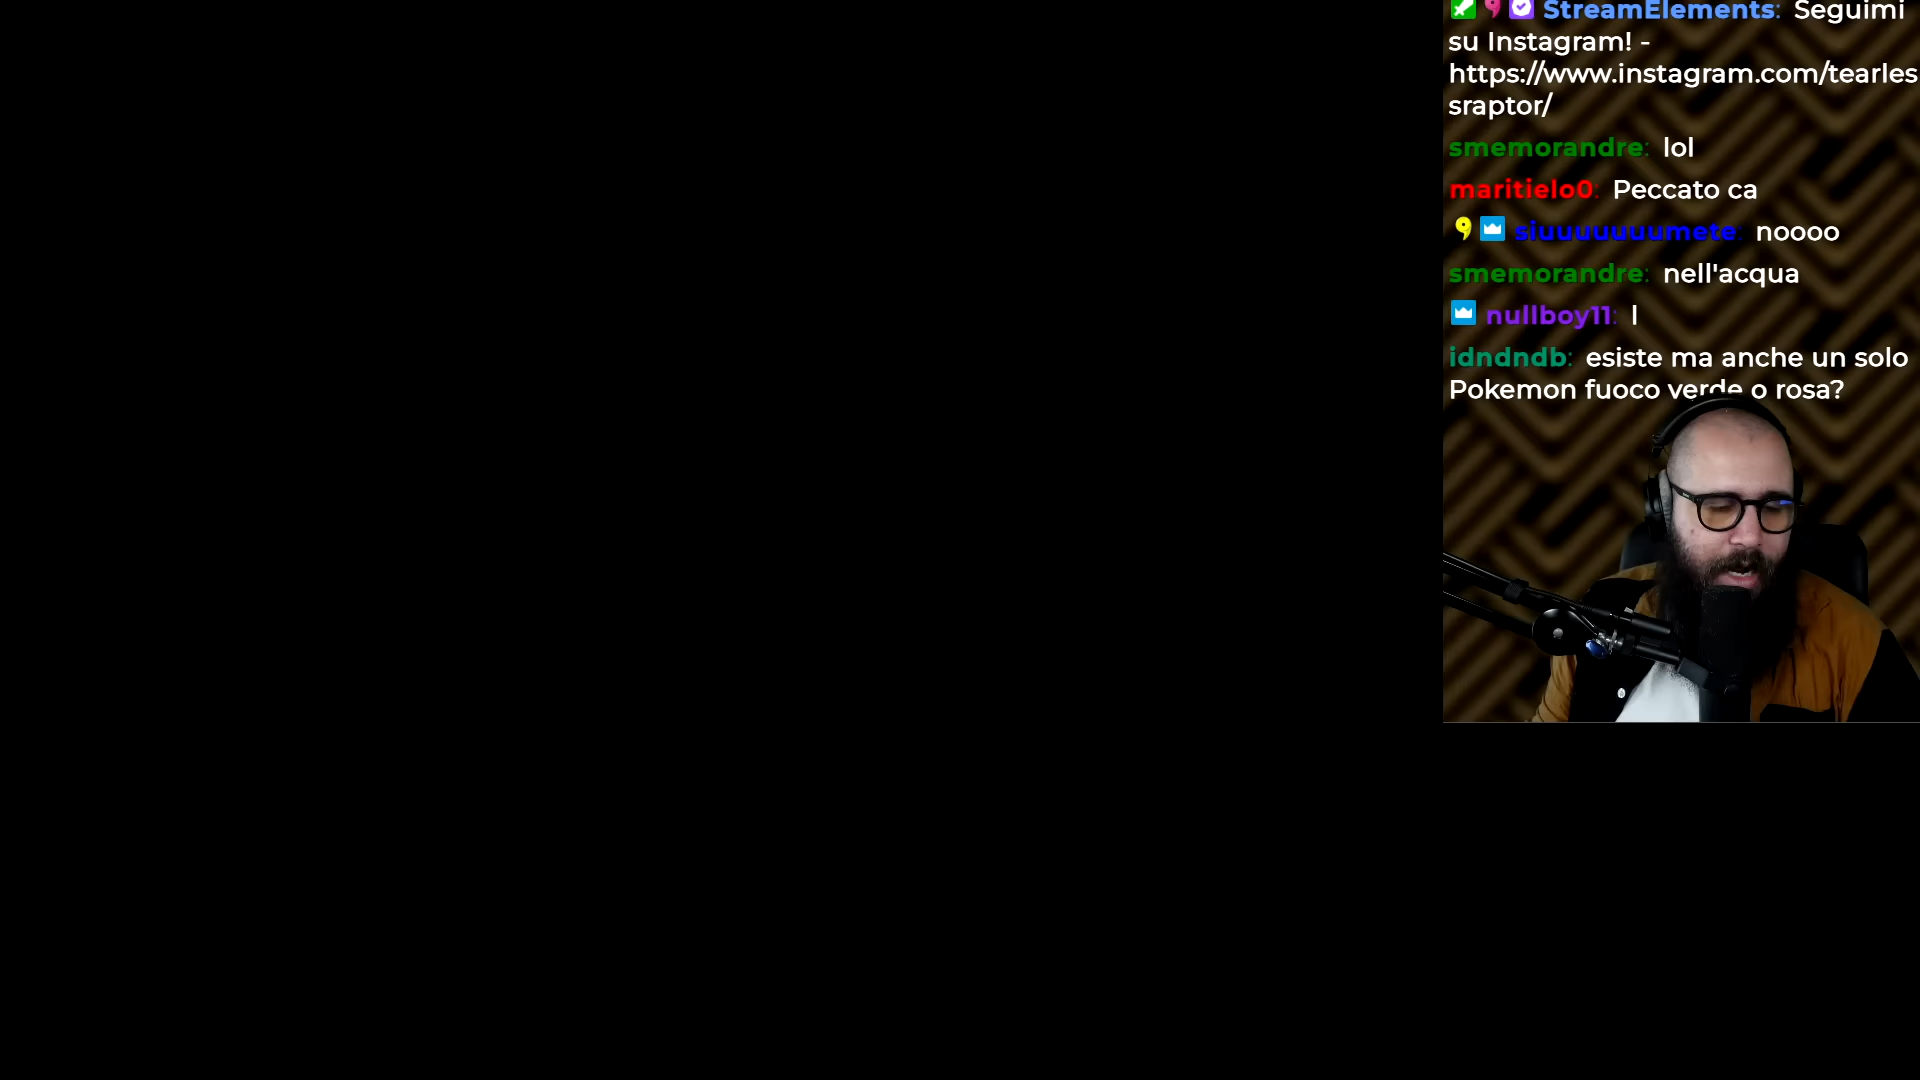 StreamElements: Seguimi
su Instagram! -
https://www.instagram.com/tearles
sraptor/
smemorandre: lol
maritielo0: Peccato ca
siuuuuuuumete: noooo
smemorandre: nell'acqua
nullboy11: l
idndndb: esiste ma anche un solo
Pokemon fuoco verde o rosa?